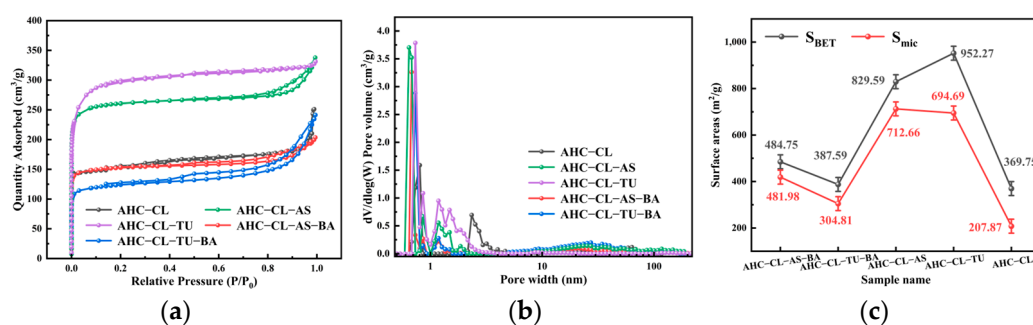 (a)
Quantity Adsorbed (cm³/g)
400
350
300
250
200
150
100
50
0
AHC−CL AHC−CL−AS
AHC−CL−TU AHC−CL−AS−BA
AHC−CL−TU−BA
0.0 0.2 0.4 0.6 0.8 1.0
Relative Pressure (P/P₀)
(a)
(b)
dV/dlog(W) Pore volume (cm³/g)
4.0
3.5
3.0
2.5
2.0
1.5
1.0
0.5
0.0
AHC−CL
AHC−CL−AS
AHC−CL−TU
AHC−CL−AS−BA
AHC−CL−TU−BA
1 10 100
Pore width (nm)
(b)
(c)
Surface areas (m²/g)
1,000
800
600
400
200
S_BET S_mic
484.75
481.98
387.59
304.81
829.59
712.66
952.27
694.69
369.75
207.87
AHC−CL−AS−BA AHC−CL−TU−BA AHC−CL−AS AHC−CL−TU AHC−CL
Sample name
(c)